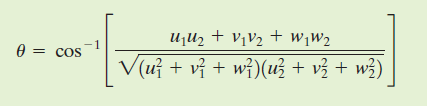 θ = cos⁻¹ [ (u₁u₂ + v₁v₂ + w₁w₂) / √((u₁² + v₁² + w₁²)(u₂² + v₂² + w₂²)) ]